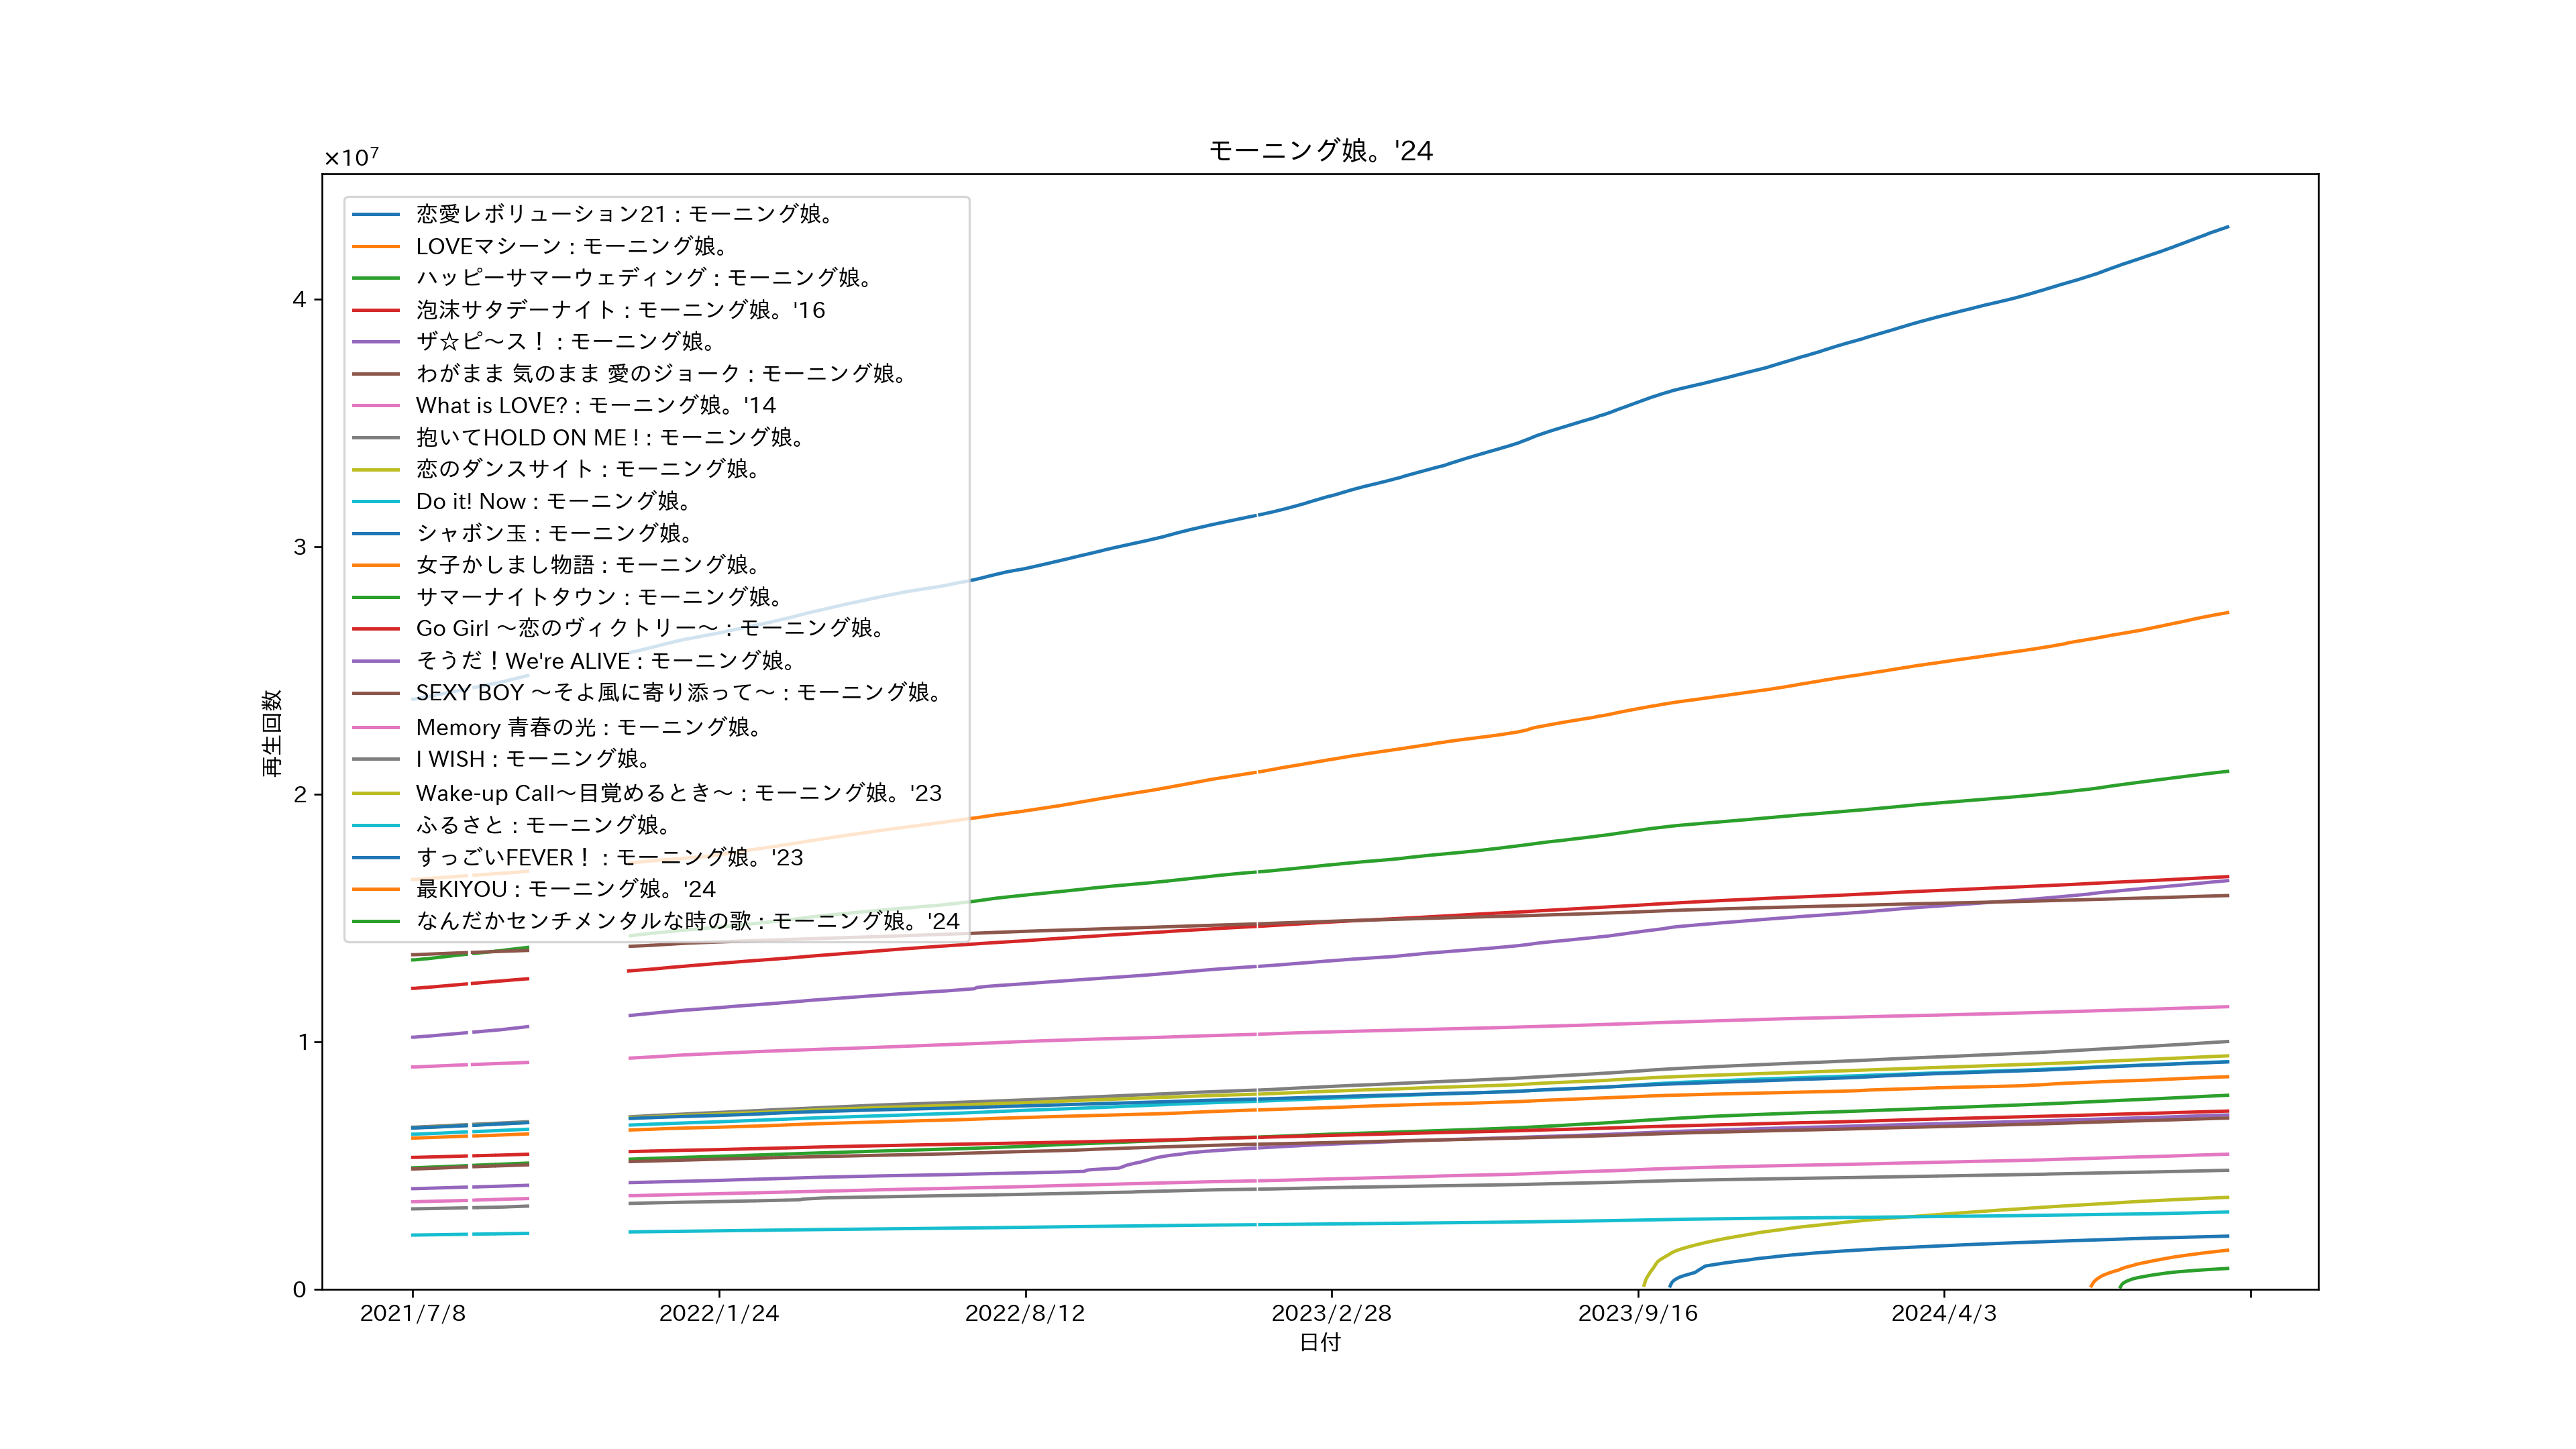 モーニング娘。'24
×10⁷
恋愛レボリューション21 : モーニング娘。
LOVEマシーン : モーニング娘。
ハッピーサマーウェディング : モーニング娘。
泡沫サタデーナイト : モーニング娘。'16
ザ☆ピ〜ス！ : モーニング娘。
わがまま 気のまま 愛のジョーク : モーニング娘。
What is LOVE? : モーニング娘。'14
抱いてHOLD ON ME ! : モーニング娘。
恋のダンスサイト : モーニング娘。
Do it! Now : モーニング娘。
シャボン玉 : モーニング娘。
女子かしまし物語 : モーニング娘。
サマーナイトタウン : モーニング娘。
Go Girl 〜恋のヴィクトリー〜 : モーニング娘。
そうだ！We're ALIVE : モーニング娘。
SEXY BOY 〜そよ風に寄り添って〜 : モーニング娘。
Memory 青春の光 : モーニング娘。
I WISH : モーニング娘。
Wake-up Call〜目覚めるとき〜 : モーニング娘。'23
ふるさと : モーニング娘。
すっごいFEVER！ : モーニング娘。'23
最KIYOU : モーニング娘。'24
なんだかセンチメンタルな時の歌 : モーニング娘。'24
4
3
2
1
0
再生回数
2021/7/8
2022/1/24
2022/8/12
2023/2/28
2023/9/16
2024/4/3
日付